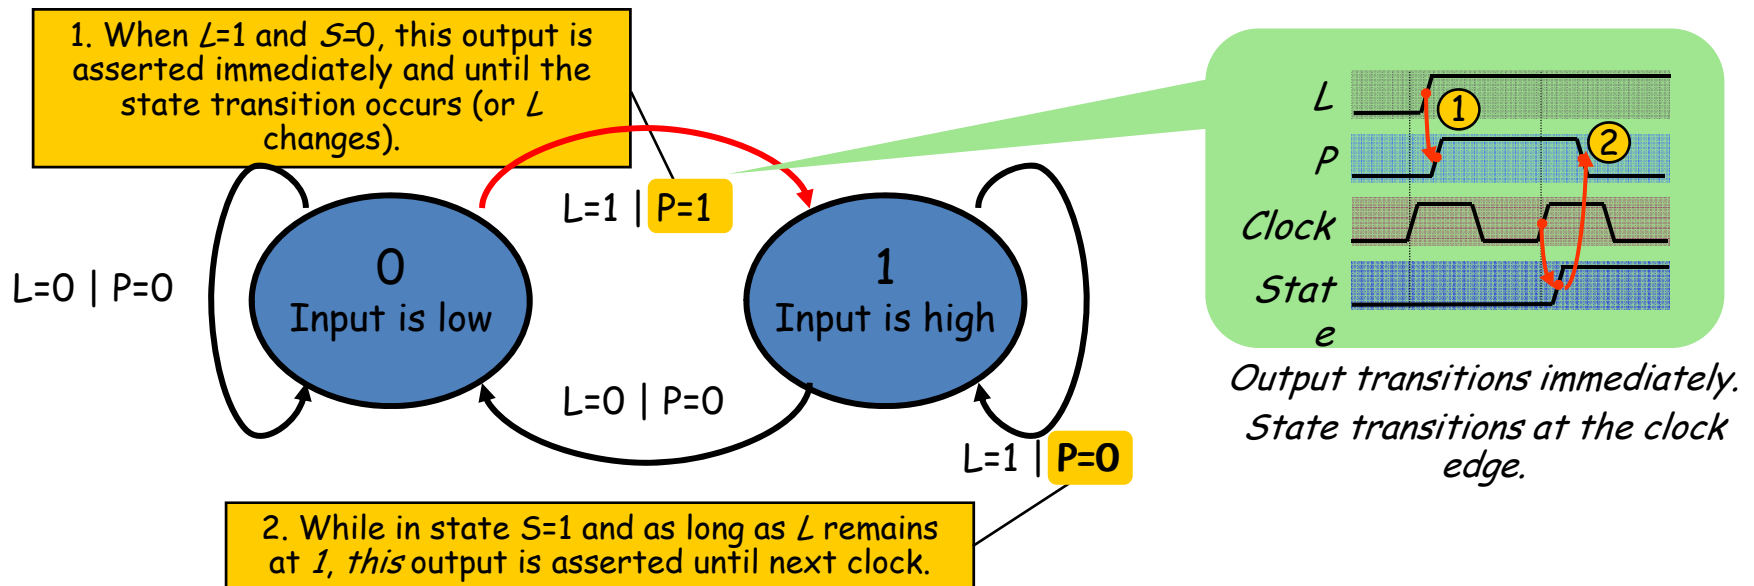 1. When L=1 and S=0, this output is
asserted immediately and until the
state transition occurs (or L
changes).
L=1 | P=1
0
Input is low
1
Input is high
L=0 | P=0
L=0 | P=0
L=1 | P=0
2. While in state S=1 and as long as L remains
at 1, this output is asserted until next clock.
L
1
P
2
Clock
Stat
e
Output transitions immediately.
State transitions at the clock
edge.